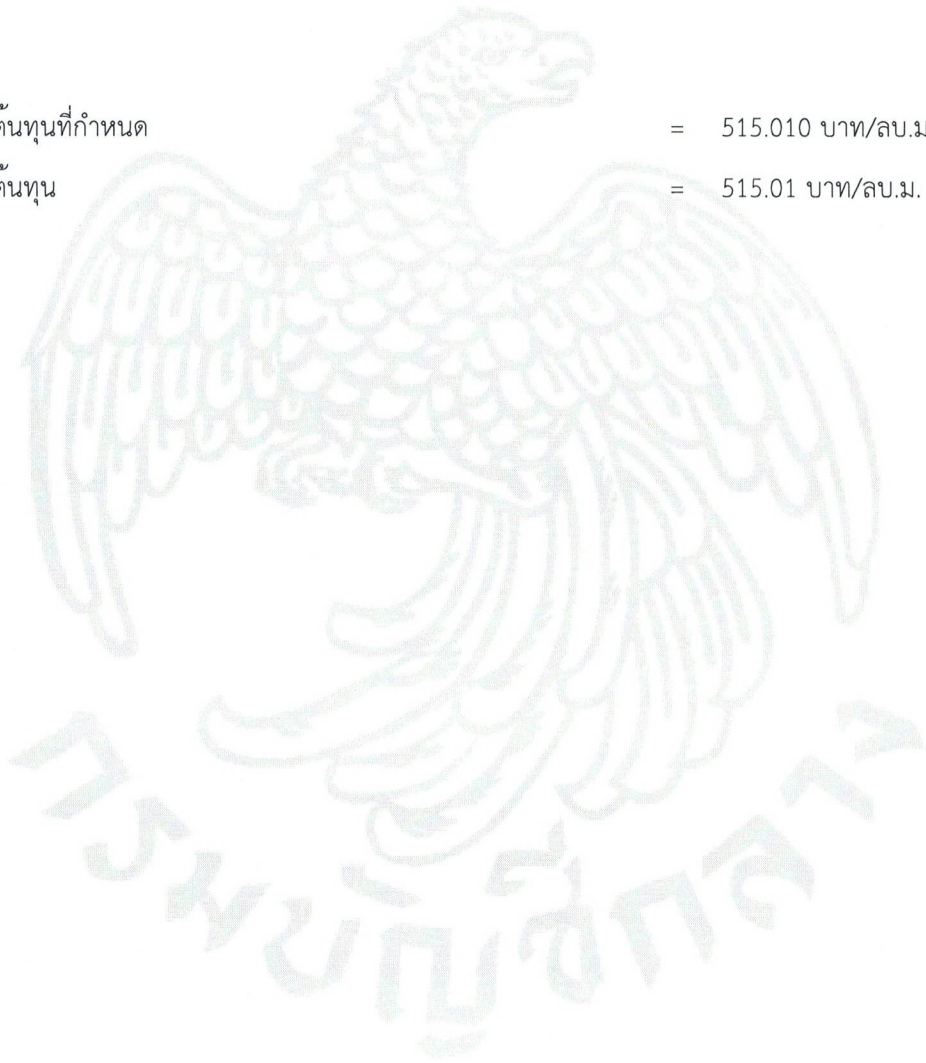 ต้นทุนที่กำหนด = 515.010 บาท/ลบ.ม
ต้นทุน = 515.01 บาท/ลบ.ม.
กรมบัญชีกลาง